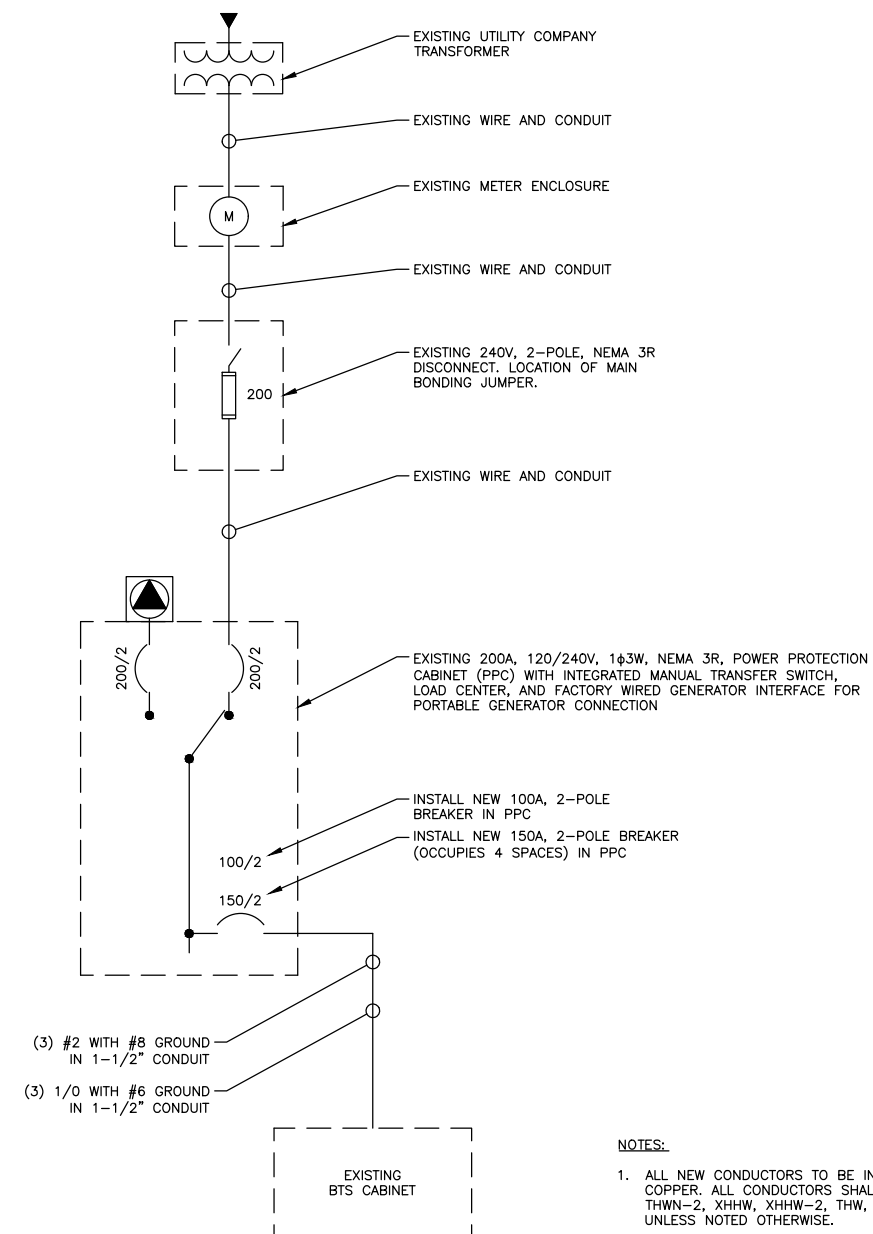 EXISTING UTILITY COMPANY
TRANSFORMER
EXISTING WIRE AND CONDUIT
EXISTING METER ENCLOSURE
M
EXISTING WIRE AND CONDUIT
EXISTING 240V, 2-POLE, NEMA 3R
DISCONNECT. LOCATION OF MAIN
BONDING JUMPER.
200
EXISTING WIRE AND CONDUIT
200/2
200/2
EXISTING 200A, 120/240V, 1ϕ3W, NEMA 3R, POWER PROTECTION
CABINET (PPC) WITH INTEGRATED MANUAL TRANSFER SWITCH,
LOAD CENTER, AND FACTORY WIRED GENERATOR INTERFACE FOR
PORTABLE GENERATOR CONNECTION
INSTALL NEW 100A, 2-POLE
BREAKER IN PPC
INSTALL NEW 150A, 2-POLE BREAKER
(OCCUPIES 4 SPACES) IN PPC
100/2
150/2
(3) #2 WITH #8 GROUND
IN 1-1/2" CONDUIT
(3) 1/0 WITH #6 GROUND
IN 1-1/2" CONDUIT
EXISTING
BTS CABINET
NOTES:
1. ALL NEW CONDUCTORS TO BE
COPPER. ALL CONDUCTORS
THWN-2, XHHW, XHHW-2, THW,
UNLESS NOTED OTHERWISE.